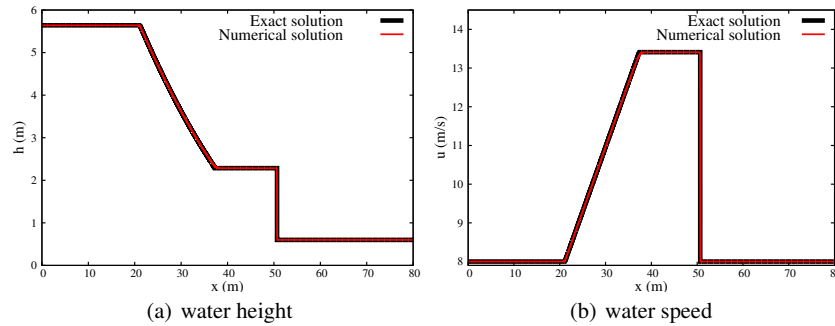 6
5
4
3
2
1
0
h (m)
Exact solution
Numerical solution
0 10 20 30 40 50 60 70 80
x (m)
(a) water height
14
13
12
11
10
9
8
u (m/s)
Exact solution
Numerical solution
0 10 20 30 40 50 60 70 80
x (m)
(b) water speed